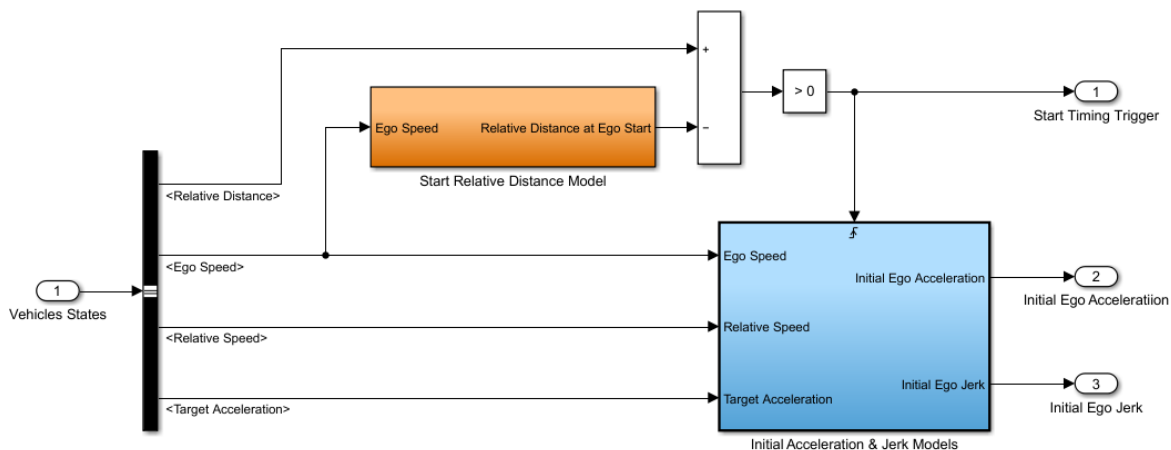 +
> 0
1
Start Timing Trigger
Ego Speed
Relative Distance at Ego Start
−
Start Relative Distance Model
<Relative Distance>
<Ego Speed>
Ego Speed
Initial Ego Acceleration
2
Initial Ego Acceleratiion
1
Vehicles States
<Relative Speed>
Relative Speed
<Target Acceleration>
Target Acceleration
Initial Ego Jerk
3
Initial Ego Jerk
Initial Acceleration & Jerk Models